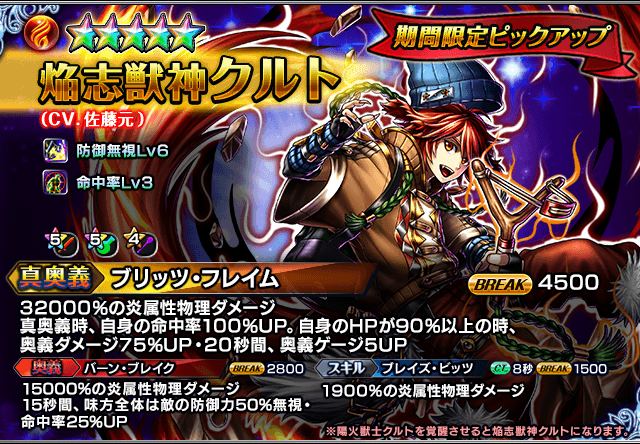 期間限定ピックアップ
焔志獣神クルト
(CV.佐藤元)
防御無視Lv6
命中率Lv3
5 5 4
真奥義 ブリッツ・フレイム
BREAK 4500
32000%の炎属性物理ダメージ
真奥義時、自身の命中率100%UP。自身のHPが90%以上の時、
奥義ダメージ75%UP・20秒間、奥義ゲージ5UP
奥義 バーン・ブレイク BREAK 2800
15000%の炎属性物理ダメージ
15秒間、味方全体は敵の防御力50%無視・
命中率25%UP
スキル ブレイズ・ビッツ CT 8秒 BREAK 1500
1900%の炎属性物理ダメージ
※陽火獣士クルトを覚醒させると焔志獣神クルトになります。